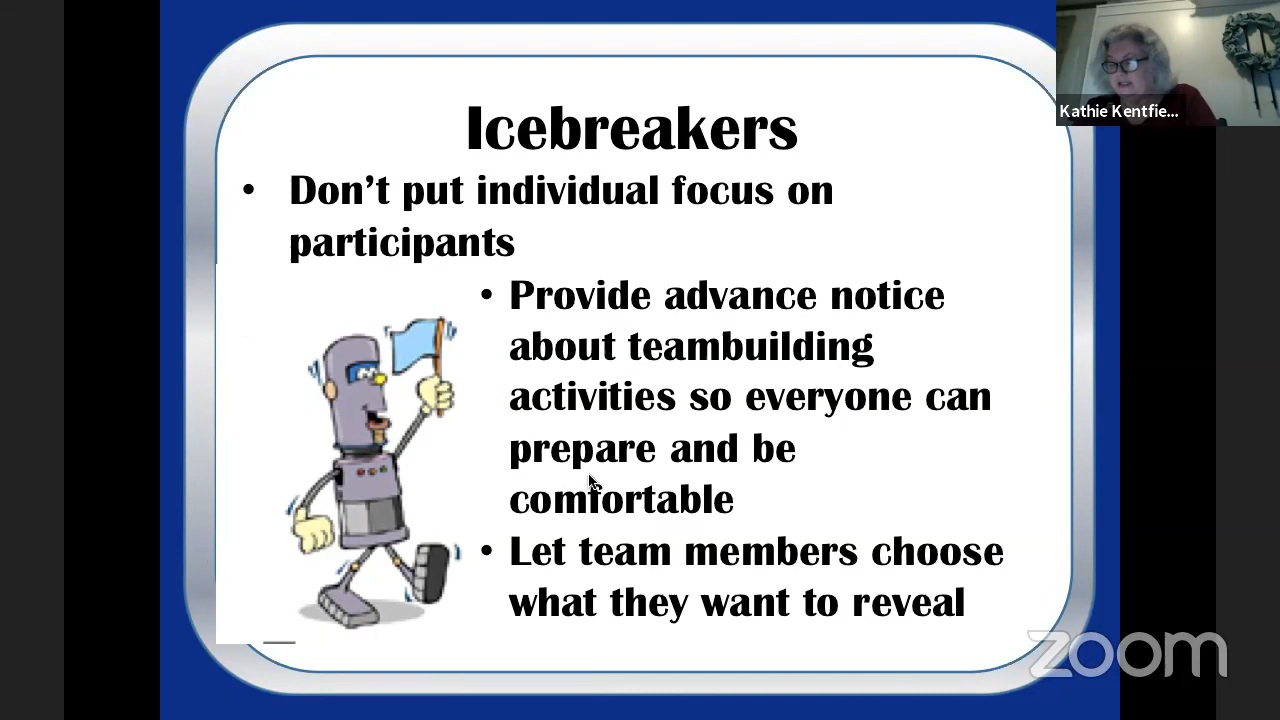 Icebreakers
• Don’t put individual focus on
participants
• Provide advance notice
about teambuilding
activities so everyone can
prepare and be
comfortable
• Let team members choose
what they want to reveal
Kathie Kentfie...
zoom